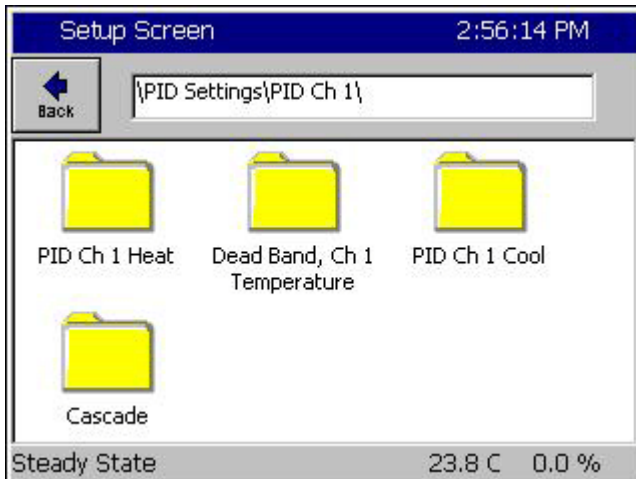 Setup Screen 2:56:14 PM
Back
\PID Settings\PID Ch 1\
PID Ch 1 Heat
Dead Band, Ch 1
Temperature
PID Ch 1 Cool
Cascade
Steady State 23.8 C 0.0 %